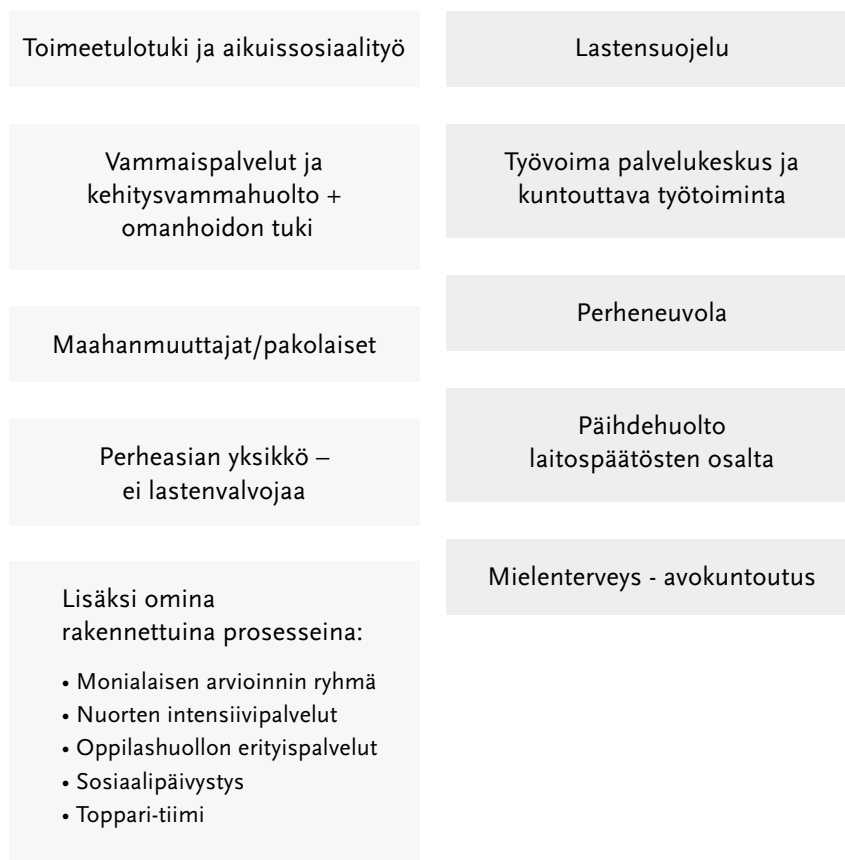 Toimeetulotuki ja aikuissosiaalityö
Vammaispalvelut ja
kehitysvammahuolto +
omanhoidon tuki
Maahanmuuttajat/pakolaiset
Perheasian yksikkö –
ei lastenvalvojaa
Lisäksi omina
rakennettuina prosesseina:
• Monialaisen arvioinnin ryhmä
• Nuorten intensiivipalvelut
• Oppilashuollon erityispalvelut
• Sosiaalipäivystys
• Toppari-tiimi
Lastensuojelu
Työvoima palvelukeskus ja
kuntouttava työtoiminta
Perheneuvola
Päihdehuolto
laitospäätösten osalta
Mielenterveys - avokuntoutus